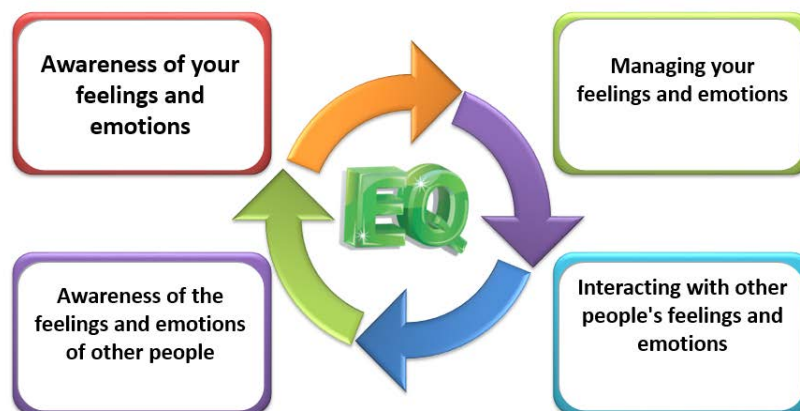 Awareness of your
feelings and
emotions
Managing your
feelings and emotions
EQ
Awareness of the
feelings and emotions
of other people
Interacting with other
people's feelings and
emotions